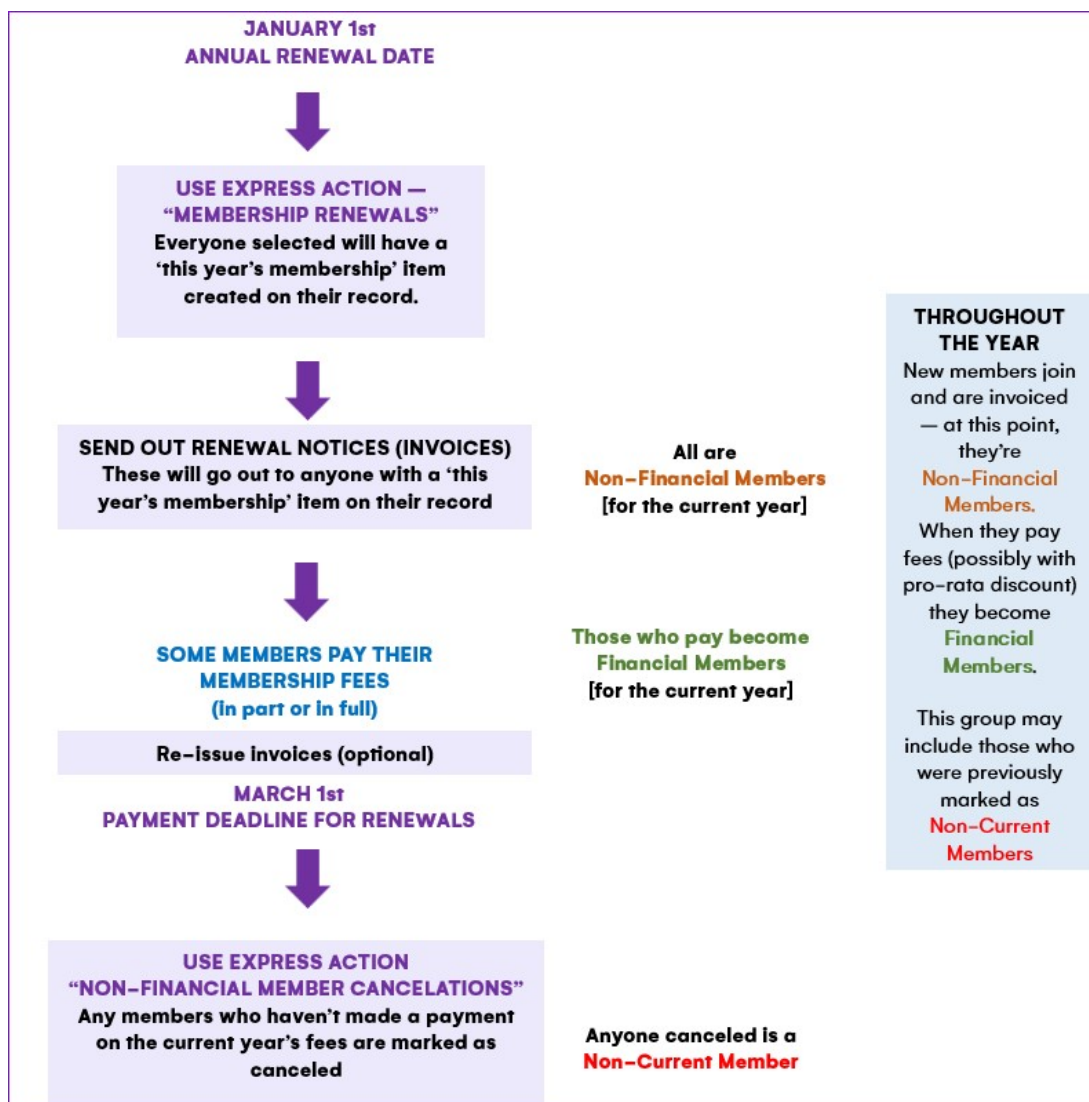 JANUARY 1st
ANNUAL RENEWAL DATE
USE EXPRESS ACTION —
“MEMBERSHIP RENEWALS”
Everyone selected will have a
‘this year’s membership’ item
created on their record.
SEND OUT RENEWAL NOTICES (INVOICES)
These will go out to anyone with a ‘this
year’s membership’ item on their record
All are
Non-Financial Members
[for the current year]
SOME MEMBERS PAY THEIR
MEMBERSHIP FEES
(in part or in full)
Those who pay become
Financial Members
[for the current year]
Re-issue invoices (optional)
MARCH 1st
PAYMENT DEADLINE FOR RENEWALS
USE EXPRESS ACTION
“NON-FINANCIAL MEMBER CANCELATIONS”
Any members who haven’t made a payment
on the current year’s fees are marked as
canceled
Anyone canceled is a
Non-Current Member
THROUGHOUT
THE YEAR
New members join
and are invoiced
— at this point,
they’re
Non-Financial
Members.
When they pay
fees (possibly with
pro-rata discount)
they become
Financial
Members.
This group may
include those who
were previously
marked as
Non-Current
Members